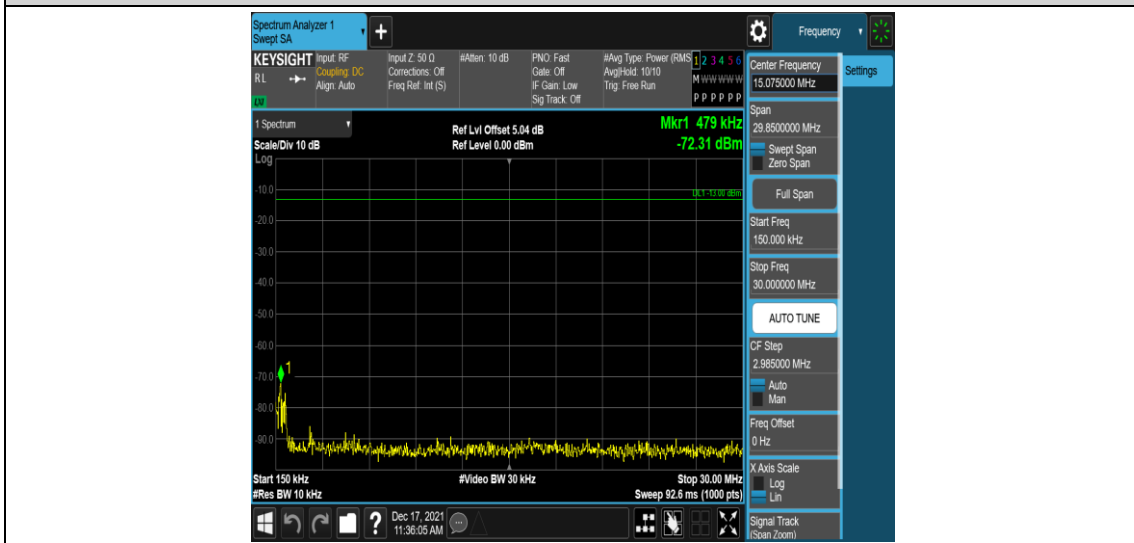 Spectrum Analyzer 1
Swept SA
Frequency
KEYSIGHT
RL
Input: RF
Coupling: DC
Align: Auto
Input Z: 50 Ω
Corrections: Off
Freq Ref: Int (S)
#Atten: 10 dB
PNO: Fast
Gate: Off
IF Gain: Low
Sig Track: Off
#Avg Type: Power (RMS
Avg|Hold: 10/10
Trig: Free Run
1 2 3 4 5 6
M W W W W W
P P P P P P
1 Spectrum
Scale/Div 10 dB
Ref Lvl Offset 5.04 dB
Ref Level 0.00 dBm
Mkr1 479 kHz
-72.31 dBm
Log
DL1 -13.00 dBm
-10.0
-20.0
-30.0
-40.0
-50.0
-60.0
-70.0
-80.0
-90.0
1
Start 150 kHz
#Video BW 30 kHz
Stop 30.00 MHz
#Res BW 10 kHz
Sweep 92.6 ms (1000 pts)
?
Dec 17, 2021
11:36:05 AM
Center Frequency
15.075000 MHz
Settings
Span
29.8500000 MHz
Swept Span
Zero Span
Full Span
Start Freq
150.000 kHz
Stop Freq
30.000000 MHz
AUTO TUNE
CF Step
2.985000 MHz
Auto
Man
Freq Offset
0 Hz
X Axis Scale
Log
Lin
Signal Track
(Span Zoom)